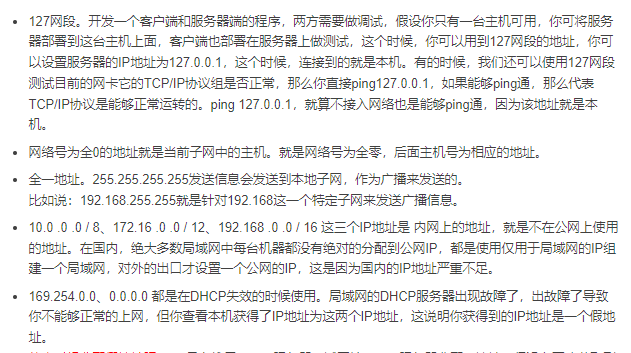 127网段。开发一个客户端和服务器端的程序，两方需要做调试，假设你只有一台主机可用，你可将服务
器部署到这台主机上面，客户端也部署在服务器上做测试，这个时候，你可以用到127网段的地址，你可
以设置服务器的IP地址为127.0.0.1，这个时候，连接到的就是本机。有的时候，我们还可以使用127网段
测试目前的网卡它的TCP/IP协议组是否正常，那么你直接ping127.0.0.1，如果能够ping通，那么代表
TCP/IP协议是能够正常运转的。ping 127.0.0.1，就算不接入网络也是能够ping通，因为该地址就是本
机。
网络号为全0的地址就是当前子网中的主机。就是网络号为全零，后面主机号为相应的地址。
全一地址。255.255.255.255发送信息会发送到本地子网，作为广播来发送的。
比如说：192.168.255.255就是针对192.168这一个特定子网来发送广播信息。
10.0 .0 .0 / 8、172.16 .0 .0 / 12、192.168 .0 .0 / 16 这三个IP地址是 内网上的地址，就是不在公网上使用
的地址。在国内，绝大多数局域网中每台机器都没有绝对的分配到公网IP，都是使用仅用于局域网的IP组
建一个局域网，对外的出口才设置一个公网的IP，这是因为国内的IP地址严重不足。
169.254.0.0、0.0.0.0 都是在DHCP失效的时候使用。局域网的DHCP服务器出现故障了，出故障了导致
你不能够正常的上网，但你查看本机获得了IP地址为这两个IP地址，这说明你获得到的IP地址是一个假地
址。